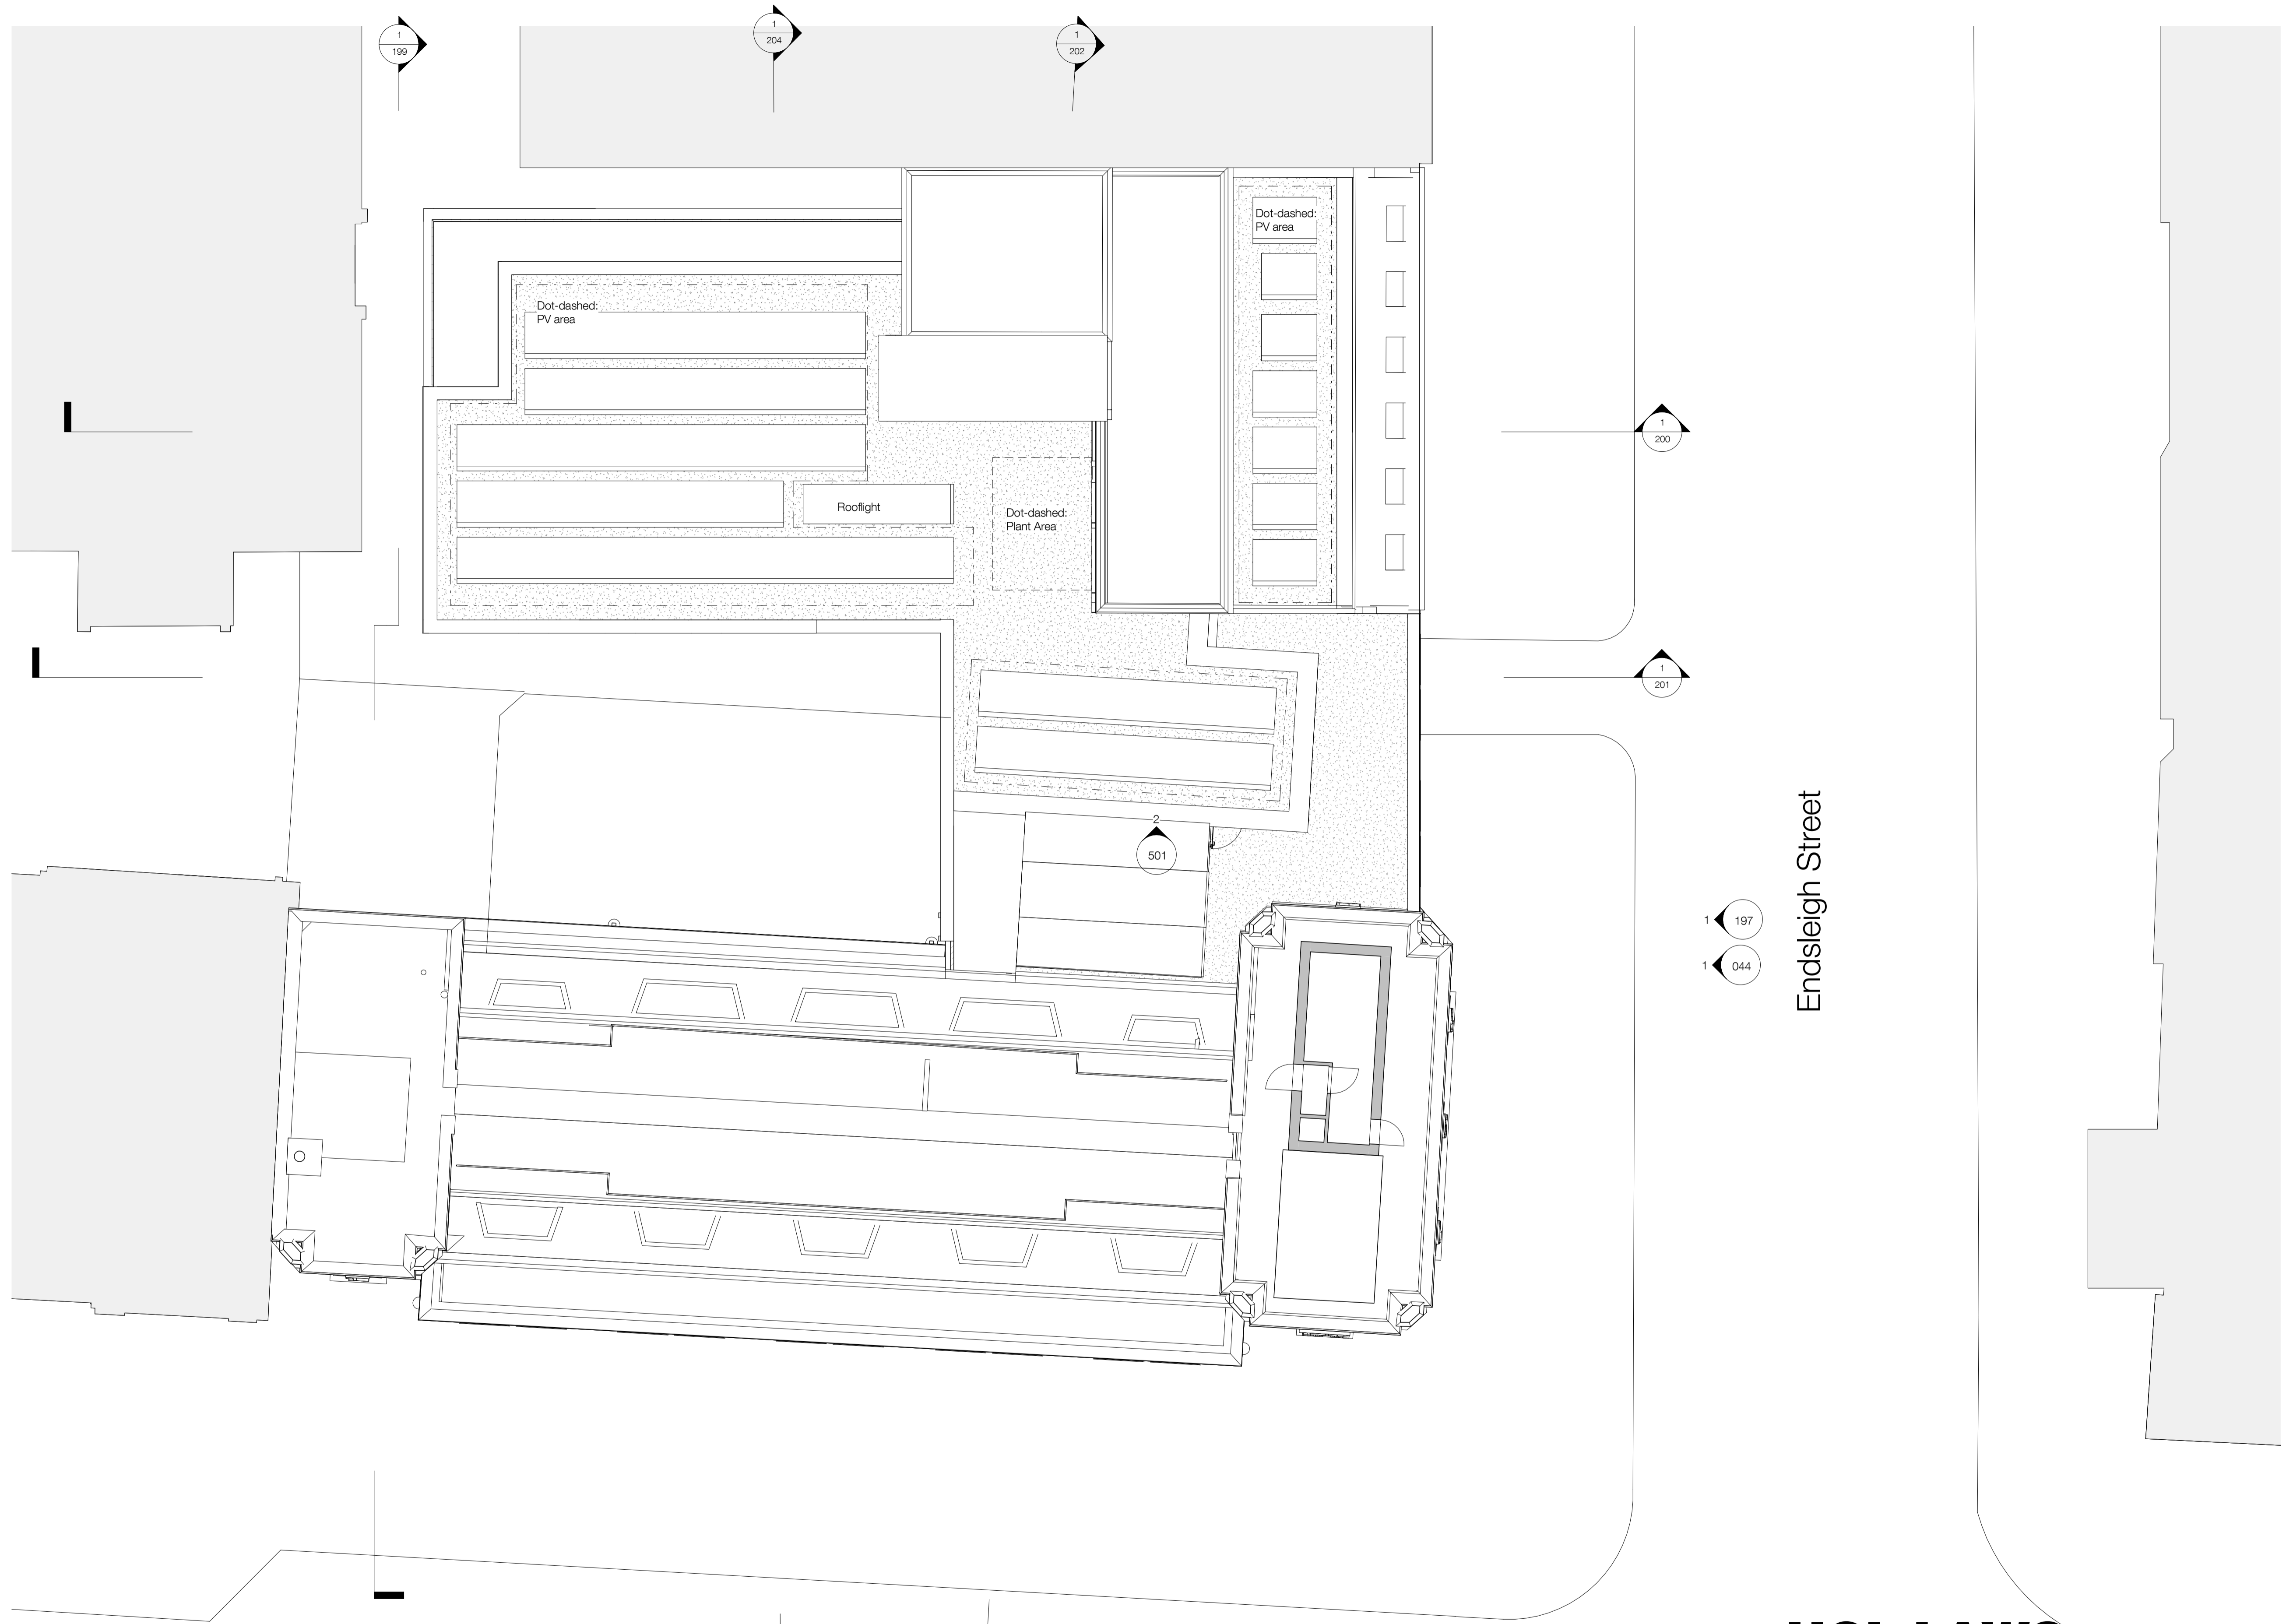 1
199
1
204
1
202
Dot-dashed:
PV area
Dot-dashed:
PV area
1
200
Rooflight
Dot-dashed:
Plant Area
1
201
2
501
Endsleigh Street
1
197
1
044